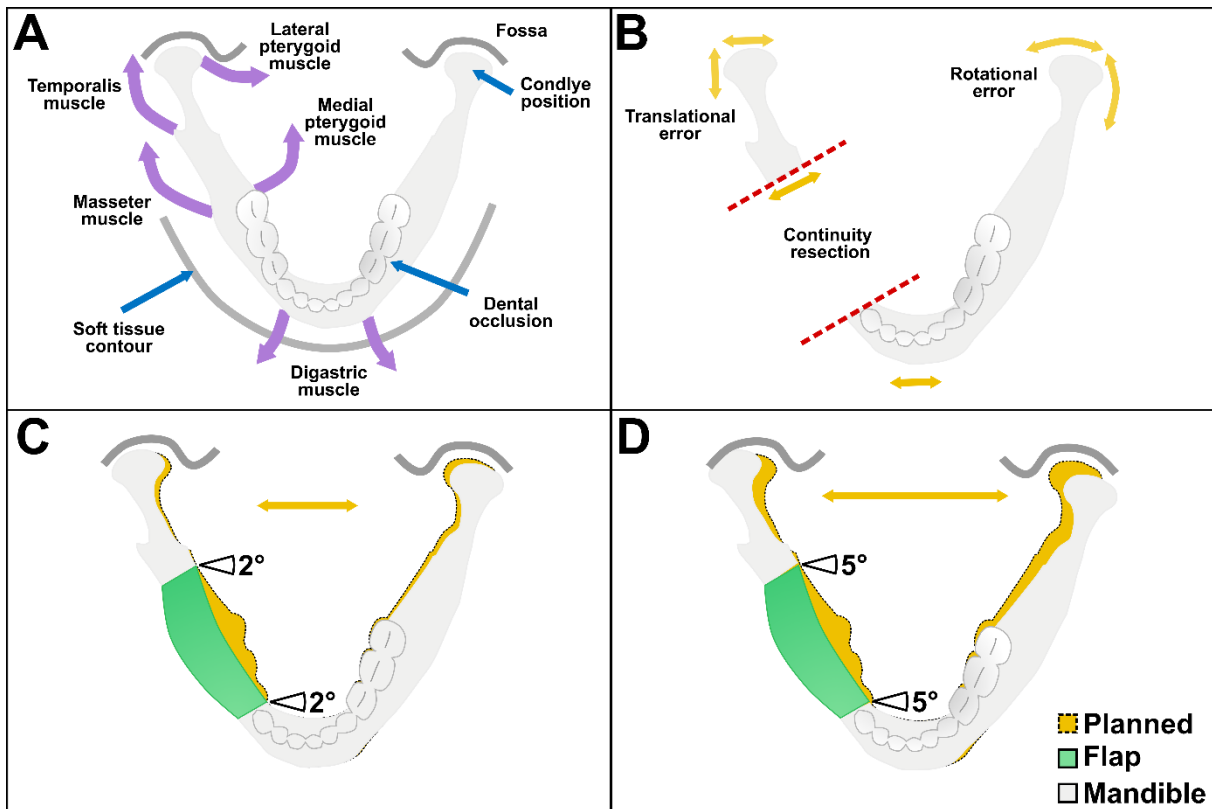 A
Lateral
pterygoid
muscle
Fossa
Temporalis
muscle
Condlye
position
Medial
pterygoid
muscle
Masseter
muscle
Soft tissue
contour
Dental
occlusion
Digastric
muscle
B
Rotational
error
Translational
error
Continuity
resection
C
2°
2°
D
5°
5°
Planned
Flap
Mandible